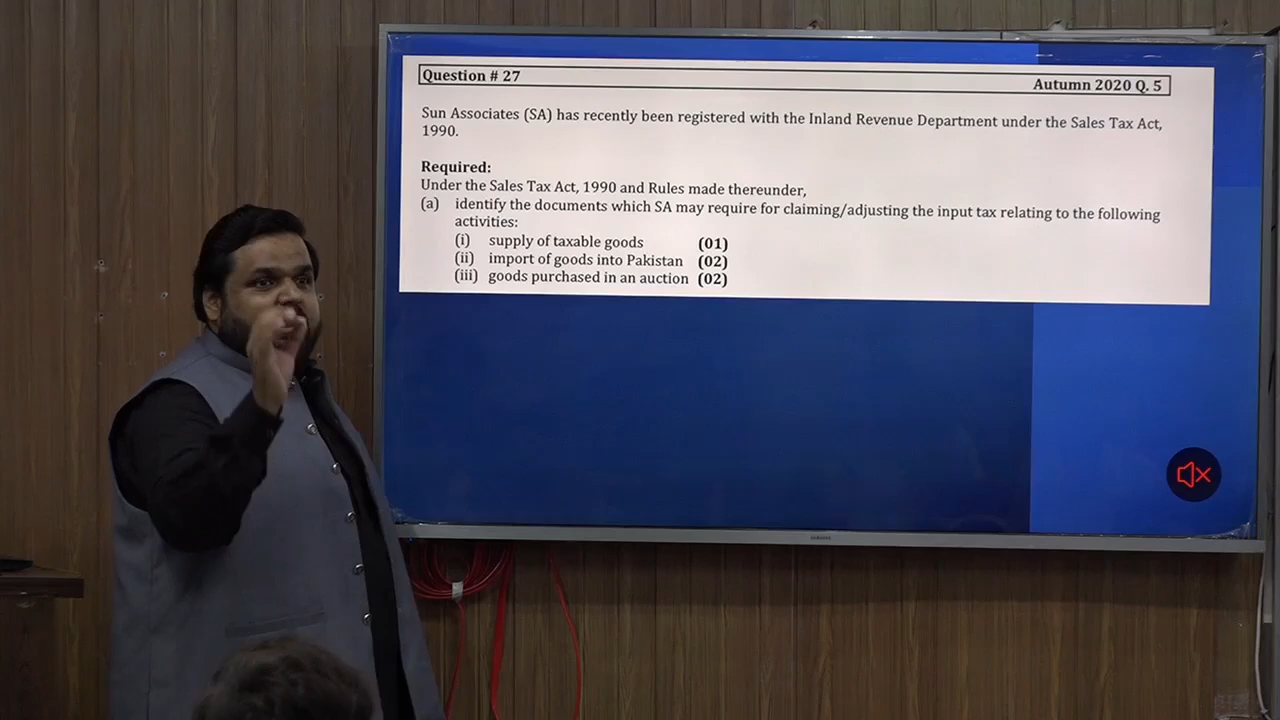 Question # 27
Autumn 2020 Q. 5
Sun Associates (SA) has recently been registered with the Inland Revenue Department under the Sales Tax Act,
1990.
Required:
Under the Sales Tax Act, 1990 and Rules made thereunder,
(a) identify the documents which SA may require for claiming/adjusting the input tax relating to the following
activities:
(i) supply of taxable goods (01)
(ii) import of goods into Pakistan (02)
(iii) goods purchased in an auction (02)
SAMSUNG